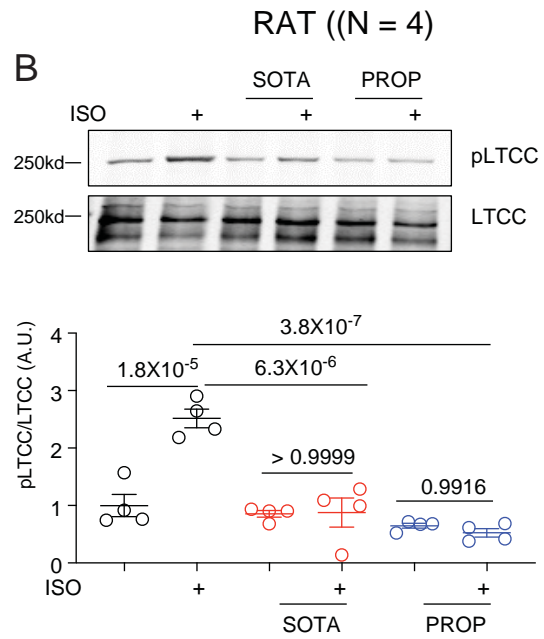 RAT ((N = 4)
B
SOTA PROP
ISO + + +
250kd pLTCC
250kd LTCC
pLTCC/LTCC (A.U.)
4
3
2
1
0
3.8X10-7
1.8X10-5 6.3X10-6
> 0.9999
0.9916
ISO + + +
SOTA PROP